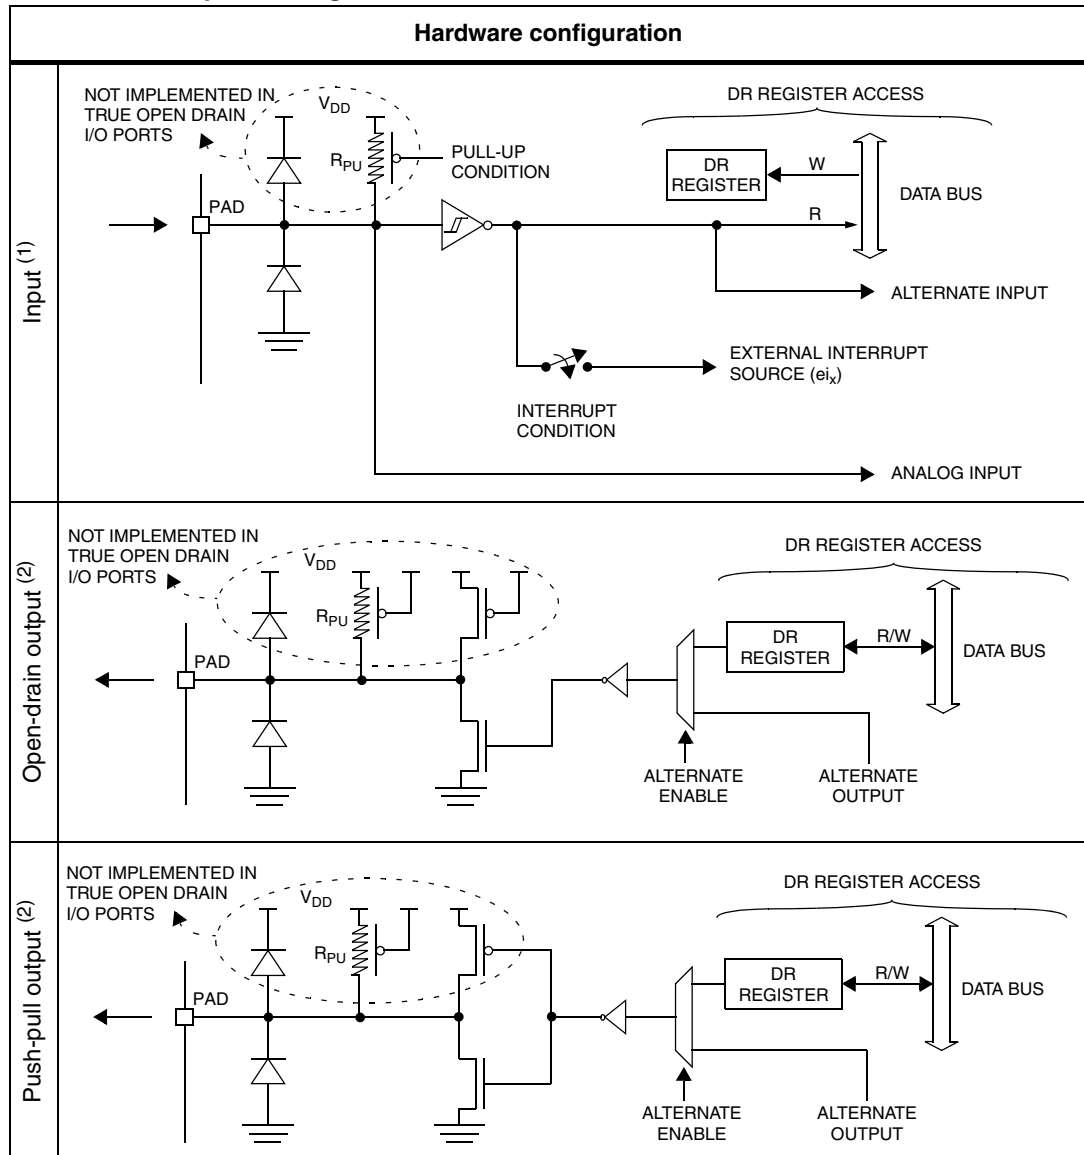 Hardware configuration
Input (1)
NOT IMPLEMENTED IN
TRUE OPEN DRAIN
I/O PORTS
VDD
RPU
PULL-UP
CONDITION
PAD
DR REGISTER ACCESS
DR
REGISTER
W
R
DATA BUS
ALTERNATE INPUT
EXTERNAL INTERRUPT
SOURCE (eix)
INTERRUPT
CONDITION
ANALOG INPUT
Open-drain output (2)
NOT IMPLEMENTED IN
TRUE OPEN DRAIN
I/O PORTS
VDD
RPU
PAD
DR REGISTER ACCESS
DR
REGISTER
R/W
DATA BUS
ALTERNATE
ENABLE
ALTERNATE
OUTPUT
Push-pull output (2)
NOT IMPLEMENTED IN
TRUE OPEN DRAIN
I/O PORTS
VDD
RPU
PAD
DR REGISTER ACCESS
DR
REGISTER
R/W
DATA BUS
ALTERNATE
ENABLE
ALTERNATE
OUTPUT